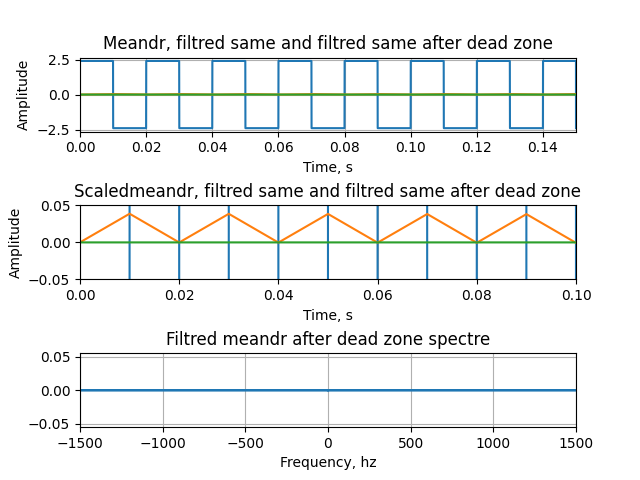 Meandr, filtred same and filtred same after dead zone
Amplitude
2.5
0.0
−2.5
0.00 0.02 0.04 0.06 0.08 0.10 0.12 0.14
Time, s
Scaledmeandr, filtred same and filtred same after dead zone
Amplitude
0.05
0.00
−0.05
0.00 0.02 0.04 0.06 0.08 0.10
Time, s
Filtred meandr after dead zone spectre
0.05
0.00
−0.05
−1500 −1000 −500 0 500 1000 1500
Frequency, hz